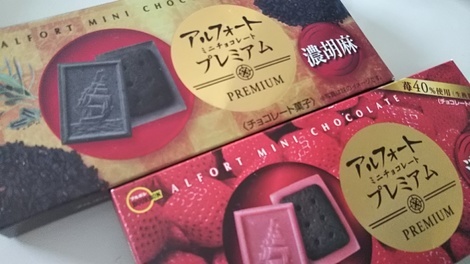 ALFORT MINI CHOC
アルフォート
ミニチョコレート
プレミアム
PREMIUM
濃胡麻
(チョコレート菓子)
苺40%使用
ALFORT MINI CHOCOLATE
アルフォート
ミニチョコレート
プレミアム
PREMIUM